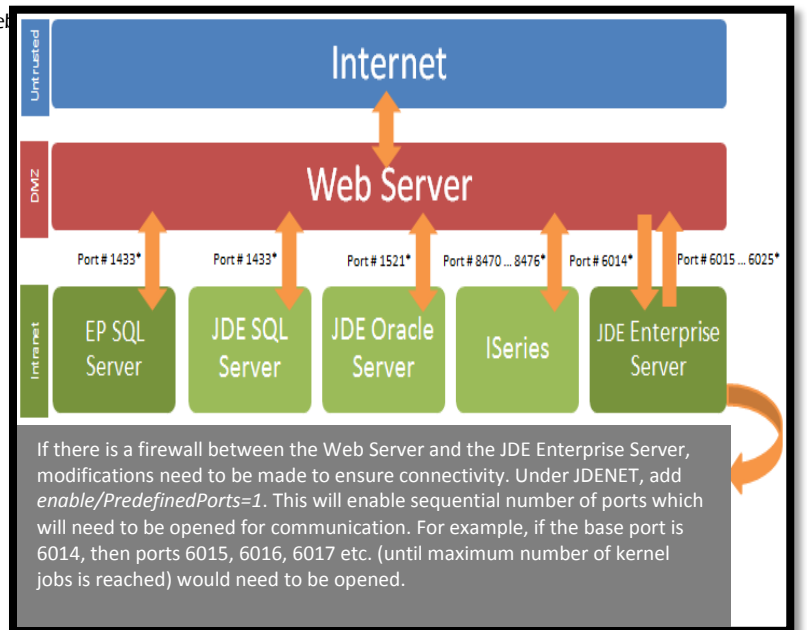 eb
Untrusted
Internet
DMZ
Web Server
Port # 1433*
Port # 1433*
Port # 1521*
Port # 8470 ... 8476*
Port # 6014*
Port # 6015 ... 6025*
Intranet
EP SQL
Server
JDE SQL
Server
JDE Oracle
Server
ISeries
JDE Enterprise
Server
If there is a firewall between the Web Server and the JDE Enterprise Server,
modifications need to be made to ensure connectivity. Under JDENET, add
enable/PredefinedPorts=1. This will enable sequential number of ports which
will need to be opened for communication. For example, if the base port is
6014, then ports 6015, 6016, 6017 etc. (until maximum number of kernel
jobs is reached) would need to be opened.